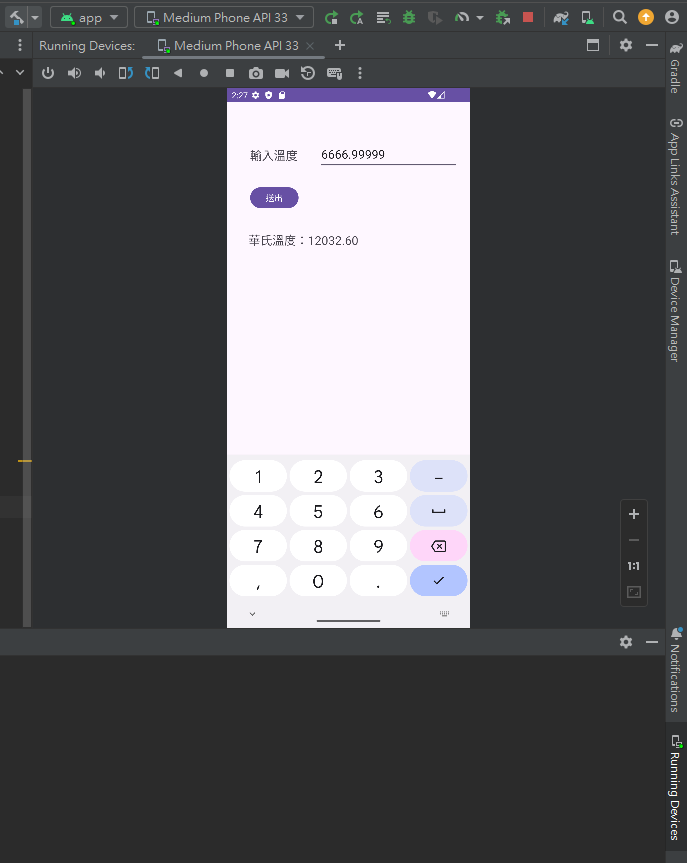 app
Medium Phone API 33
Running Devices:
Medium Phone API 33
2:27
輸入溫度
6666.99999
送出
華氏溫度：12032.60
1 2 3 –
4 5 6
7 8 9
, 0 .
1:1
Gradle
App Links Assistant
Device Manager
Notifications
Running Devices